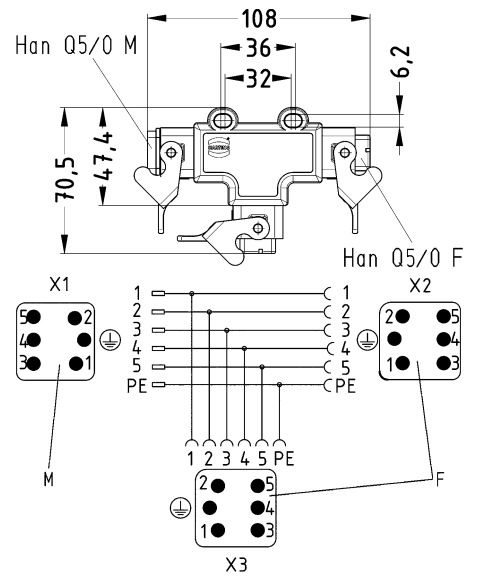 108
Han Q5/0 M
36
32
6,2
70,5
47,4
HARTING
Han Q5/0 F
X1
X2
5 2
4
3 1
1 1
2 2
3 3
4 4
5 5
PE PE
2 5
4
1 3
1 2 3 4 5 PE
M
F
2 5
4
1 3
X3